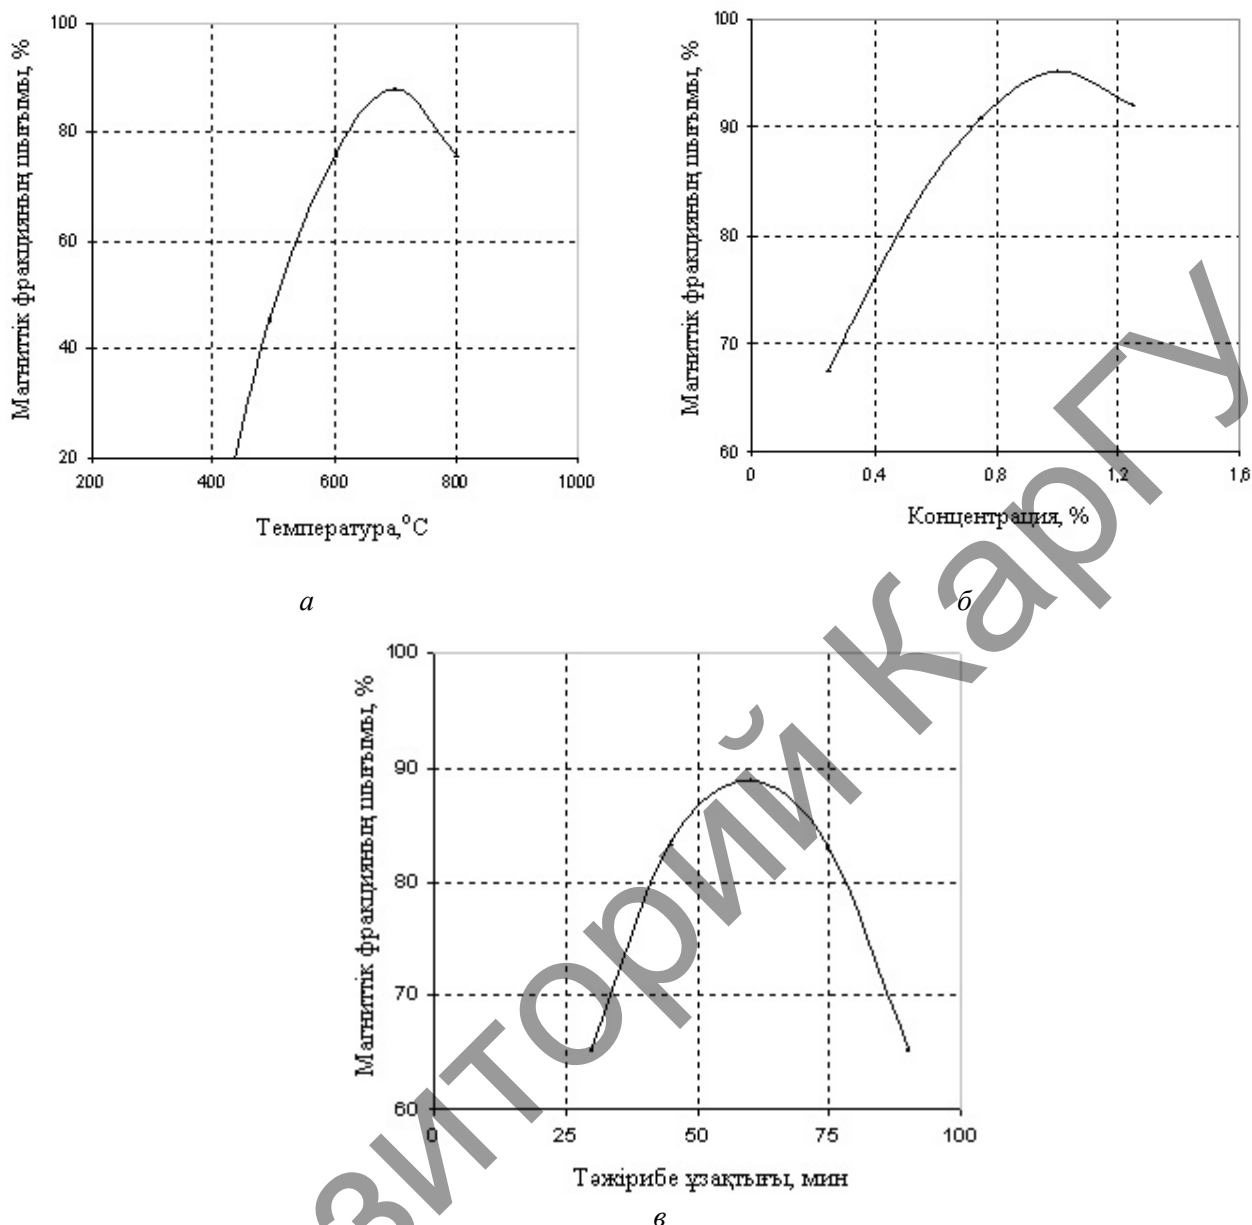 100
80
60
40
20
200 400 600 800 1000
Магниттік фракцияның шығымы, %
Температура,°С
а
100
90
80
70
60
0 0,4 0,8 1,2 1,6
Магниттік фракцияның шығымы, %
Концентрация, %
б
100
90
80
70
60
0 25 50 75 100
Магниттік фракцияның шығымы, %
Тәжірибе ұзақтығы, мин
в
зиторий КарГУ